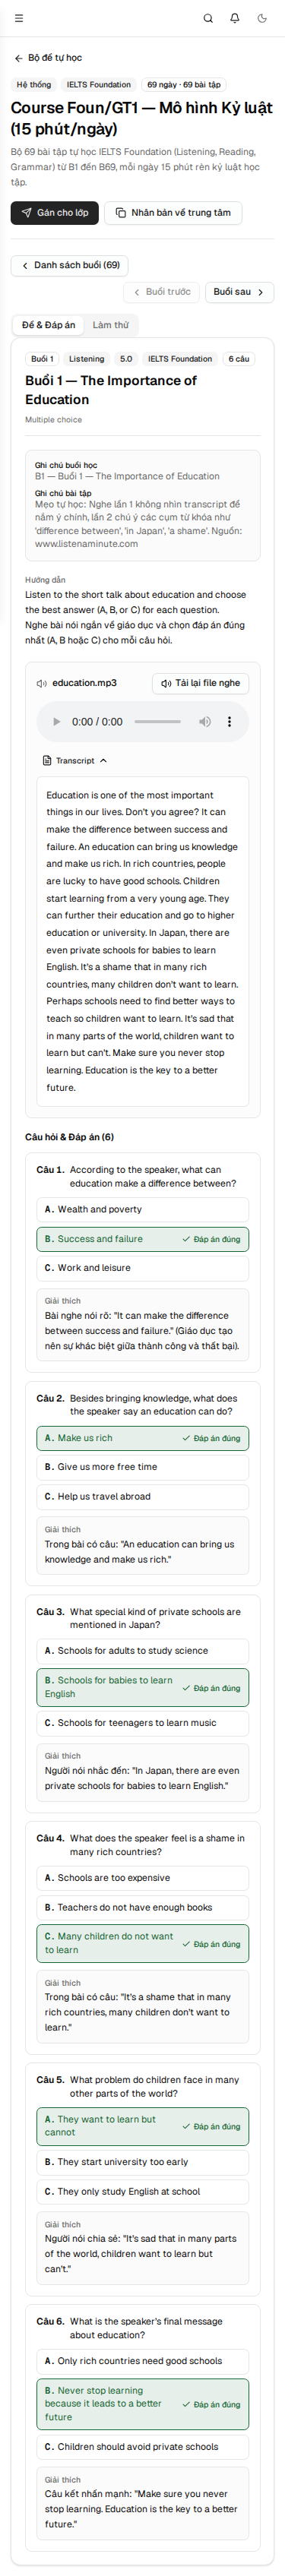 Bộ đề tự học
Hệ thống IELTS Foundation 69 ngày · 69 bài tập
Course Foun/GT1 — Mô hình Kỷ luật
(15 phút/ngày)
Bộ 69 bài tập tự học IELTS Foundation (Listening, Reading,
Grammar) từ B1 đến B69, mỗi ngày 15 phút rèn kỷ luật học
tập.
Gán cho lớp Nhân bản về trung tâm
Danh sách buổi (69)
Buổi trước Buổi sau
Đề & Đáp án Làm thử
Buổi 1 Listening 5.0 IELTS Foundation 6 câu
Buổi 1 — The Importance of
Education
Multiple choice
Ghi chú buổi học
B1 — Buổi 1 — The Importance of Education
Ghi chú bài tập
Mẹo tự học: Nghe lần 1 không nhìn transcript để
nắm ý chính, lần 2 chú ý các cụm từ khóa như
'difference between', 'in Japan', 'a shame'. Nguồn:
www.listenaminute.com
Hướng dẫn
Listen to the short talk about education and choose
the best answer (A, B, or C) for each question.
Nghe bài nói ngắn về giáo dục và chọn đáp án đúng
nhất (A, B hoặc C) cho mỗi câu hỏi.
education.mp3 Tải lại file nghe
0:00 / 0:00
Transcript
Education is one of the most important
things in our lives. Don't you agree? It can
make the difference between success and
failure. An education can bring us knowledge
and make us rich. In rich countries, people
are lucky to have good schools. Children
start learning from a very young age. They
can further their education and go to higher
education or university. In Japan, there are
even private schools for babies to learn
English. It's a shame that in many rich
countries, many children don't want to learn.
Perhaps schools need to find better ways to
teach so children want to learn. It's sad that
in many parts of the world, children want to
learn but can't. Make sure you never stop
learning. Education is the key to a better
future.
Câu hỏi & Đáp án (6)
Câu 1. According to the speaker, what can
education make a difference between?
A. Wealth and poverty
B. Success and failure Đáp án đúng
C. Work and leisure
Giải thích
Bài nghe nói rõ: "It can make the difference
between success and failure." (Giáo dục tạo
nên sự khác biệt giữa thành công và thất bại).
Câu 2. Besides bringing knowledge, what does
the speaker say an education can do?
A. Make us rich Đáp án đúng
B. Give us more free time
C. Help us travel abroad
Giải thích
Trong bài có câu: "An education can bring us
knowledge and make us rich."
Câu 3. What special kind of private schools are
mentioned in Japan?
A. Schools for adults to study science
B. Schools for babies to learn
English Đáp án đúng
C. Schools for teenagers to learn music
Giải thích
Người nói nhắc đến: "In Japan, there are even
private schools for babies to learn English."
Câu 4. What does the speaker feel is a shame in
many rich countries?
A. Schools are too expensive
B. Teachers do not have enough books
C. Many children do not want
to learn Đáp án đúng
Giải thích
Trong bài có câu: "It's a shame that in many
rich countries, many children don't want to
learn."
Câu 5. What problem do children face in many
other parts of the world?
A. They want to learn but
cannot Đáp án đúng
B. They start university too early
C. They only study English at school
Giải thích
Người nói chia sẻ: "It's sad that in many parts
of the world, children want to learn but
can't."
Câu 6. What is the speaker's final message
about education?
A. Only rich countries need good schools
B. Never stop learning
because it leads to a better Đáp án đúng
future
C. Children should avoid private schools
Giải thích
Câu kết nhấn mạnh: "Make sure you never
stop learning. Education is the key to a better
future."